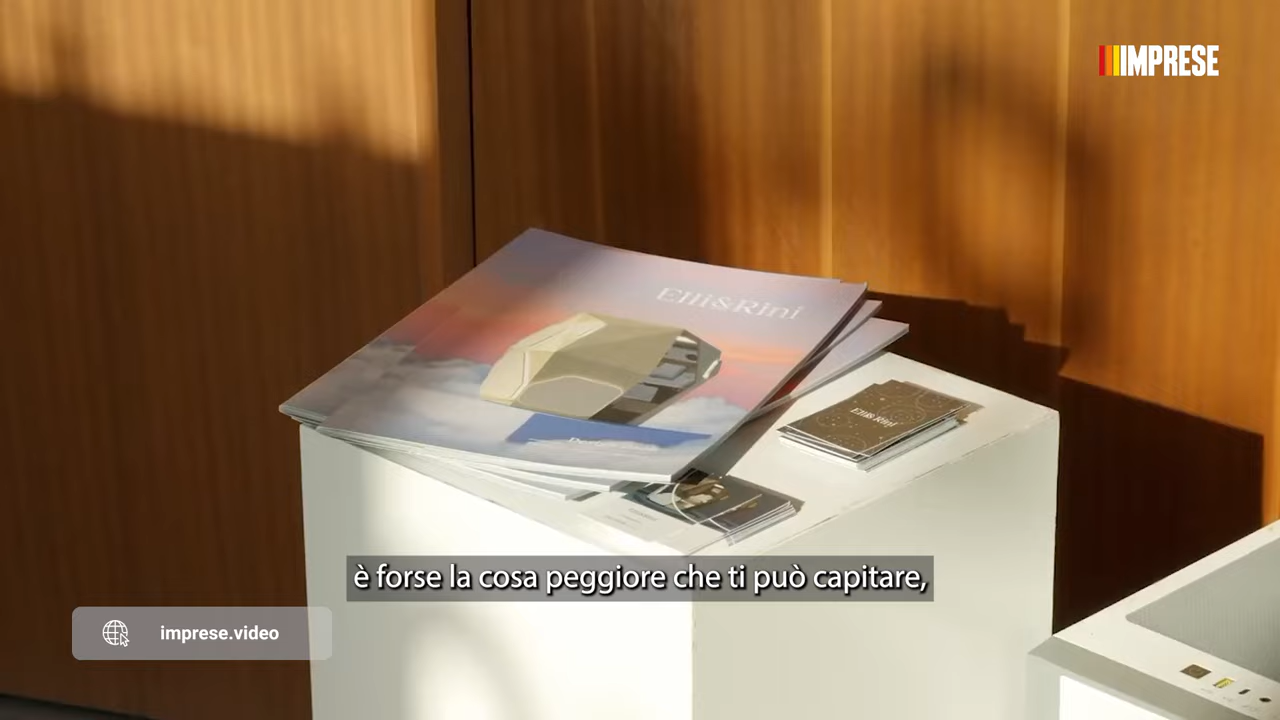 IMPRESE
Elli&Rini
Elli&Rini
è forse la cosa peggiore che ti può capitare,
imprese.video